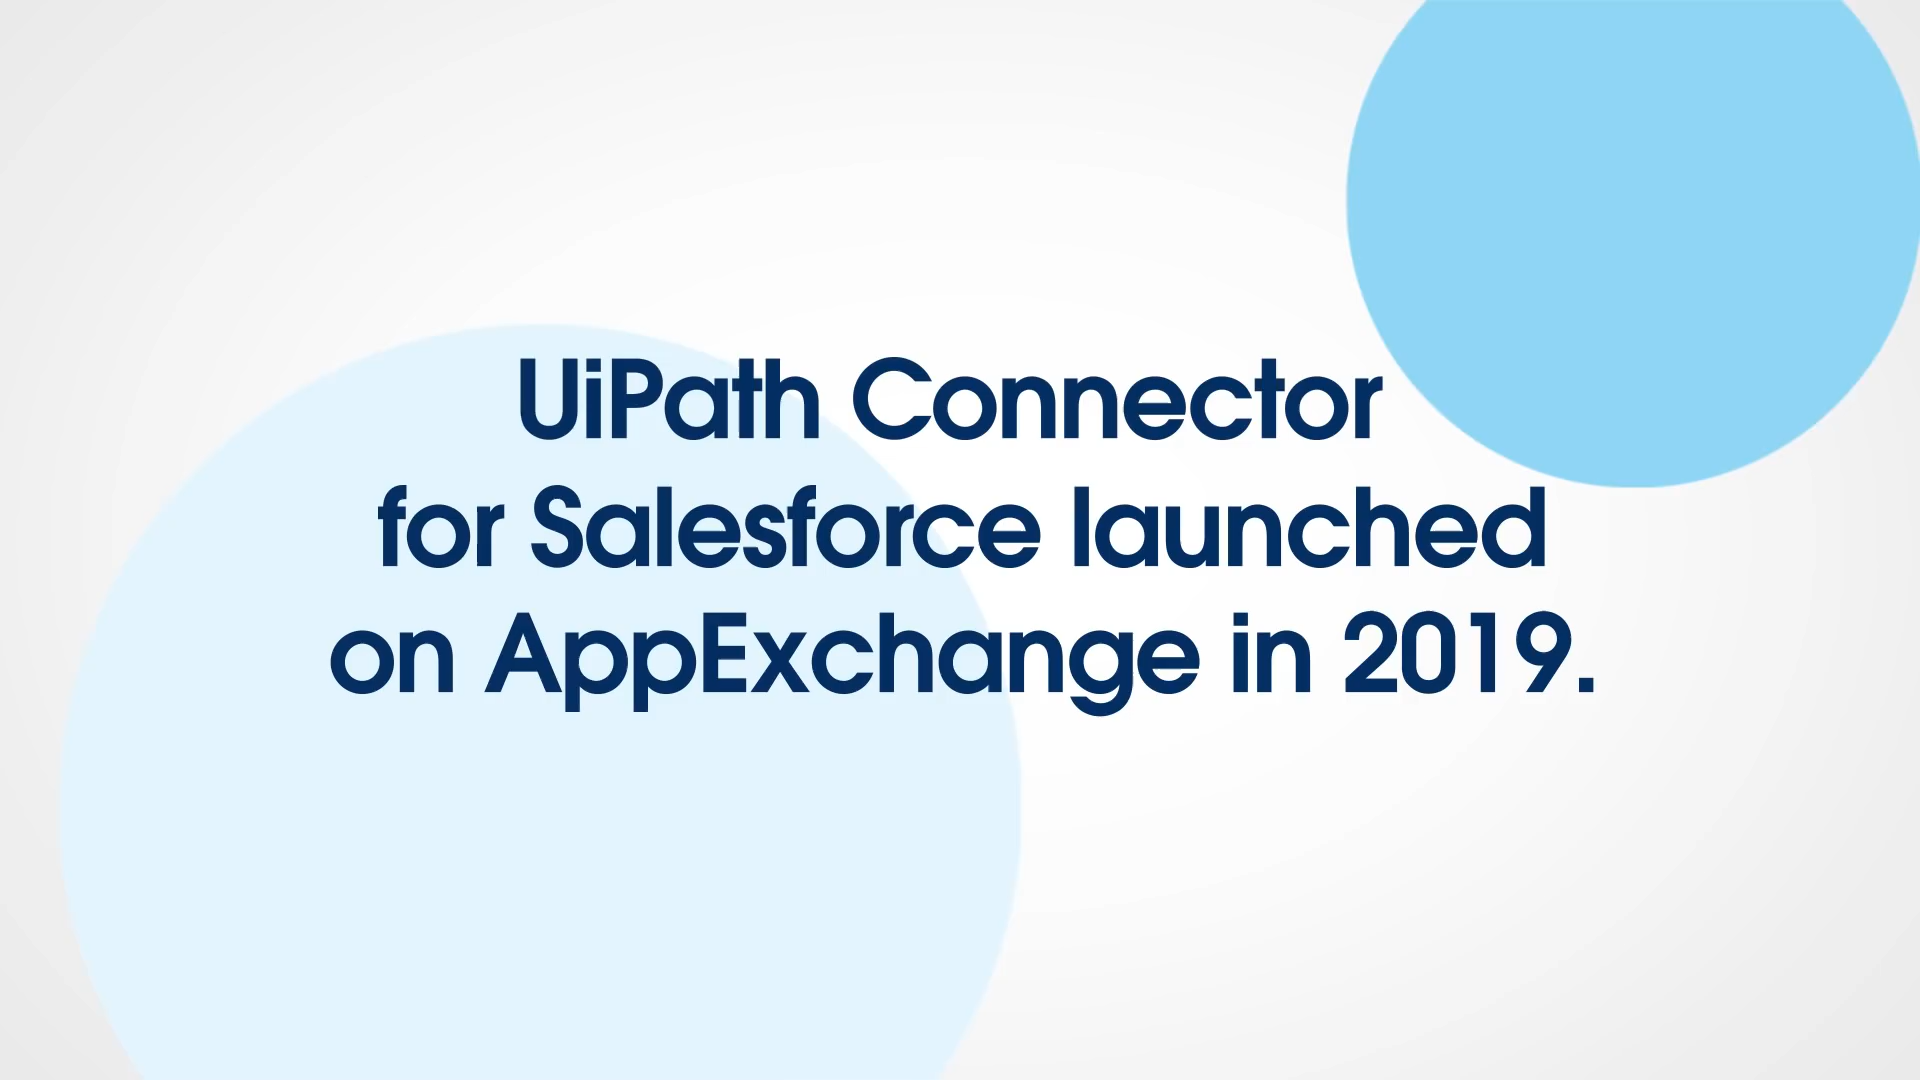 UiPath Connector
for Salesforce launched
on AppExchange in 2019.